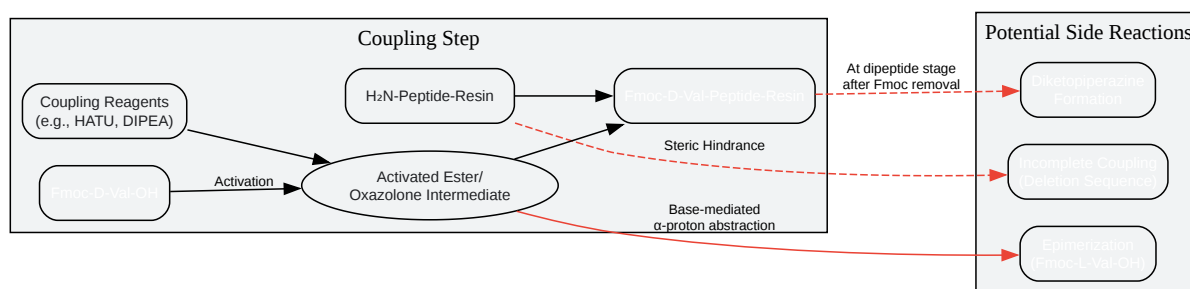 Coupling Step
Potential Side Reactions
Coupling Reagents
(e.g., HATU, DIPEA)
H₂N-Peptide-Resin
Fmoc-D-Val-Peptide-Resin
At dipeptide stage
after Fmoc removal
Diketopiperazine
Formation
Fmoc-D-Val-OH
Activation
Activated Ester/
Oxazolone Intermediate
Steric Hindrance
Incomplete Coupling
(Deletion Sequence)
Base-mediated
α-proton abstraction
Epimerization
(Fmoc-L-Val-OH)